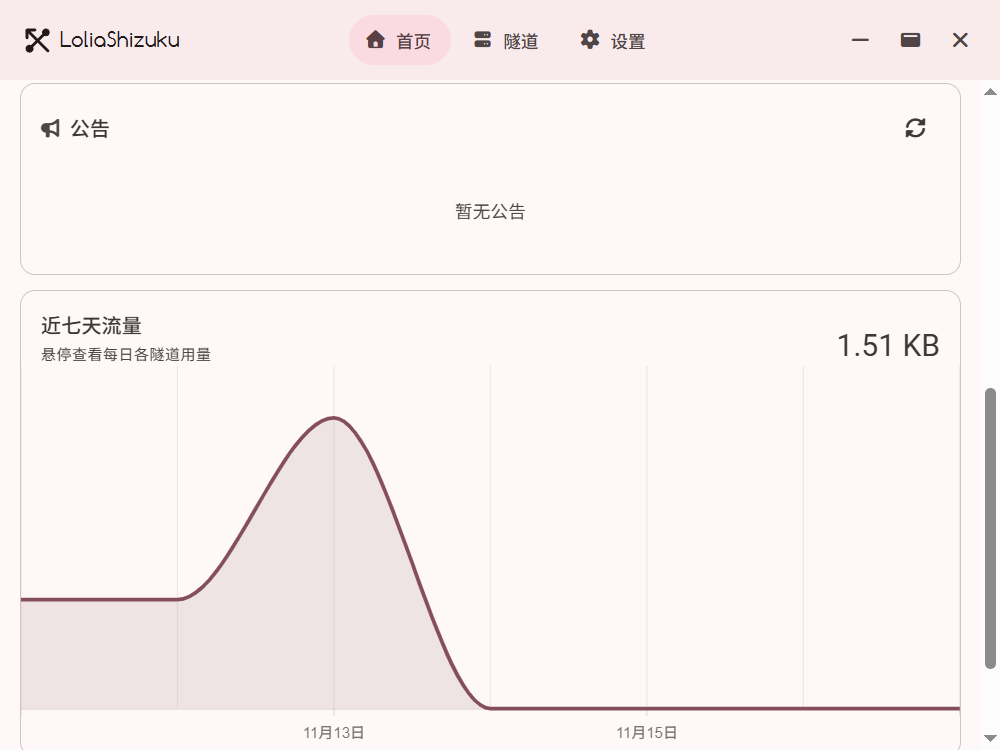 LoliaShizuku
首页
隧道
设置
公告
暂无公告
近七天流量
悬停查看每日各隧道用量
1.51 KB
11月13日
11月15日